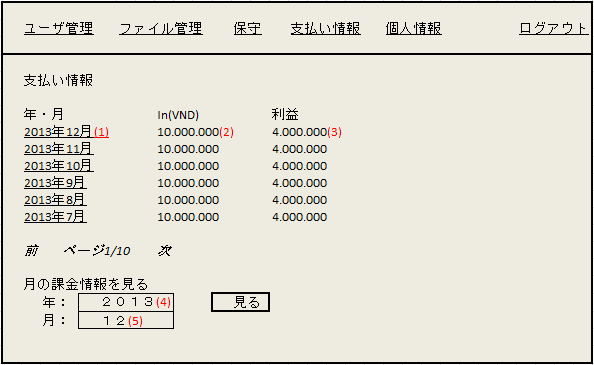 ユーザ管理 ファイル管理 保守 支払い情報 個人情報 ログアウト
支払い情報
年・月 In(VND) 利益
2013年12月(1) 10.000.000(2) 4.000.000(3)
2013年11月 10.000.000 4.000.000
2013年10月 10.000.000 4.000.000
2013年9月 10.000.000 4.000.000
2013年8月 10.000.000 4.000.000
2013年7月 10.000.000 4.000.000
前 ページ1/10 次
月の課金情報を見る
年： ２０１３(4) 見る
月： １２(5)